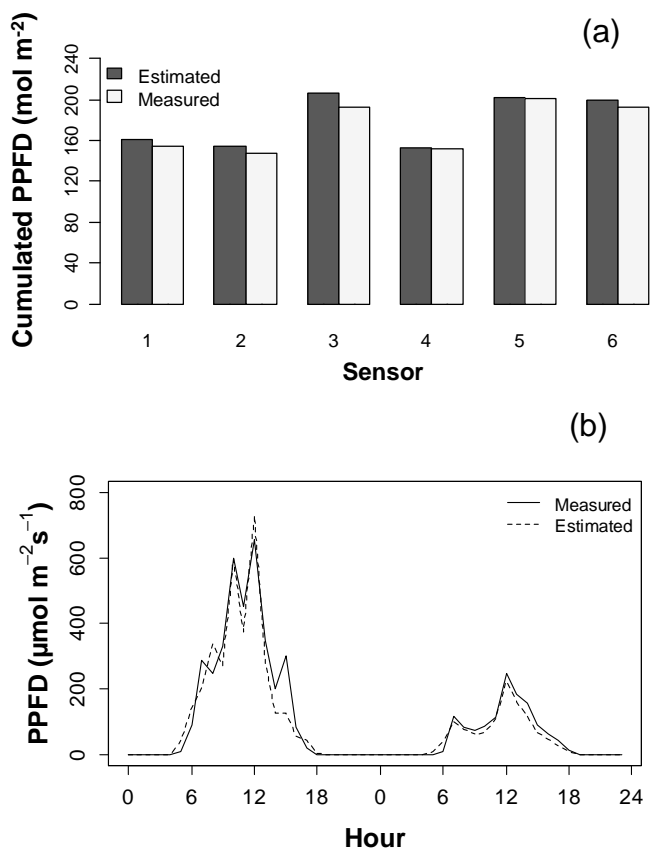 (a)
Cumulated PPFD (mol m⁻²)
240
200
160
120
80
40
0
Estimated
Measured
1 2 3 4 5 6
Sensor
(b)
PPFD (μmol m⁻²s⁻¹)
800
600
400
200
0
Measured
Estimated
0 6 12 18 0 6 12 18 24
Hour